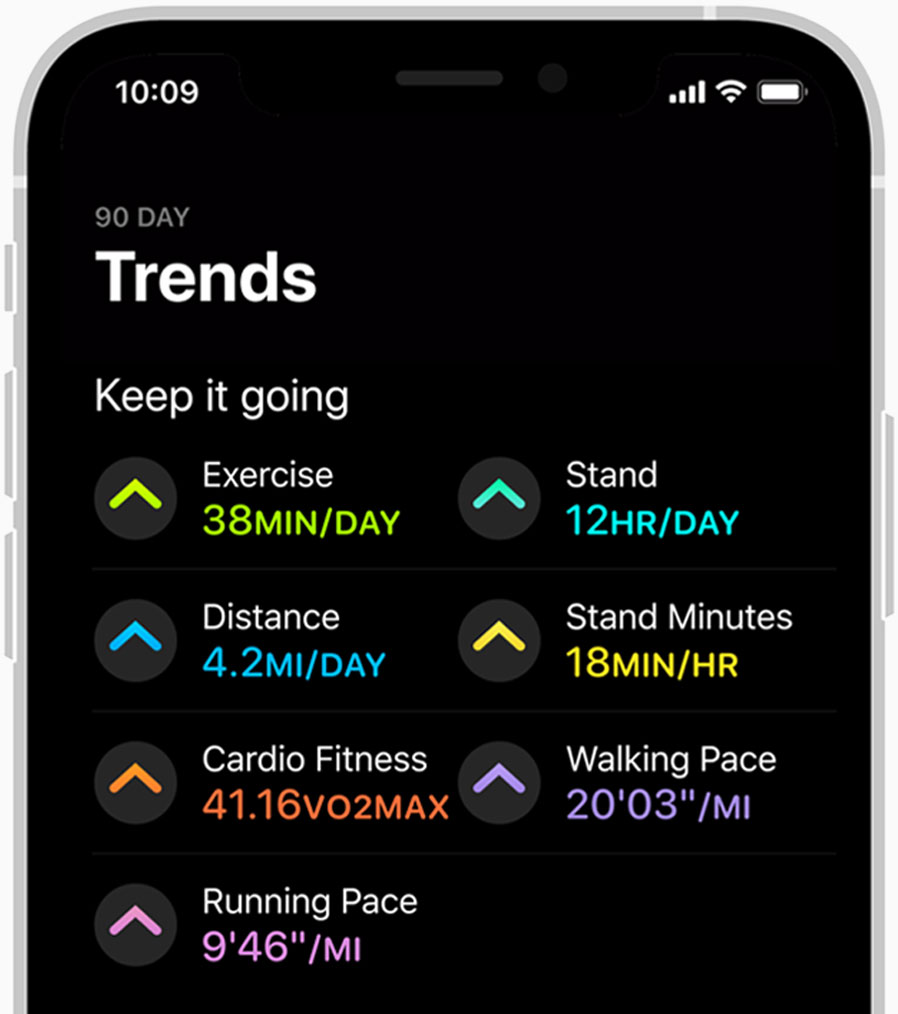 10:09
90 DAY
Trends
Keep it going
Exercise
38MIN/DAY
Stand
12HR/DAY
Distance
4.2MI/DAY
Stand Minutes
18MIN/HR
Cardio Fitness
41.16VO2MAX
Walking Pace
20'03"/MI
Running Pace
9'46"/MI